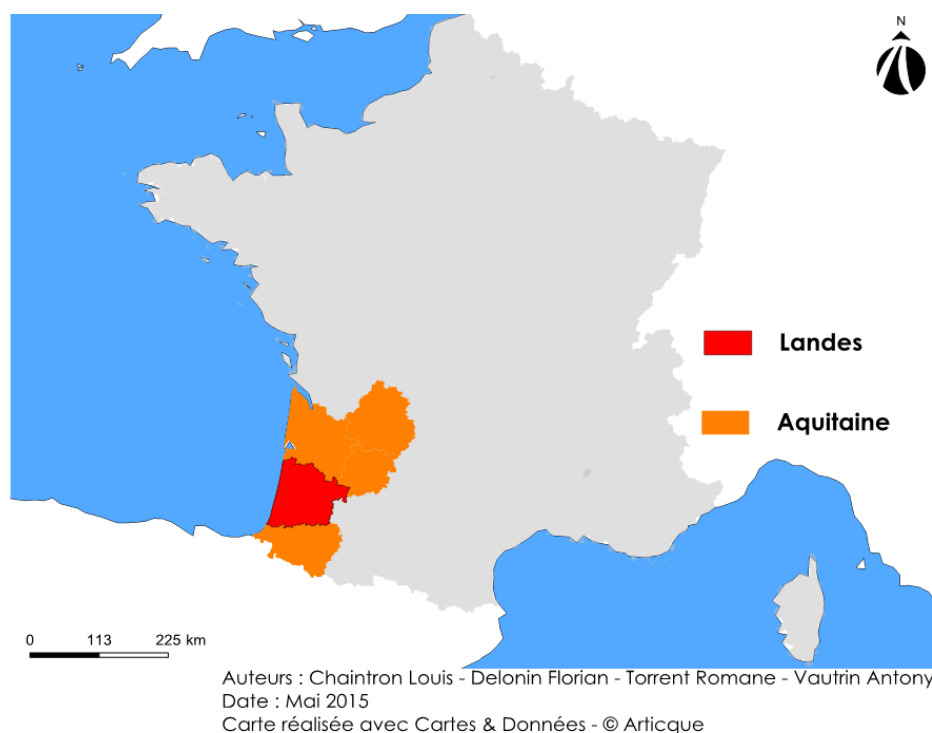 N
Landes
Aquitaine
0 113 225 km
Auteurs : Chaintron Louis - Delonin Florian - Torrent Romane - Vautrin Antony
Date : Mai 2015
Carte réalisée avec Cartes & Données - © Articque